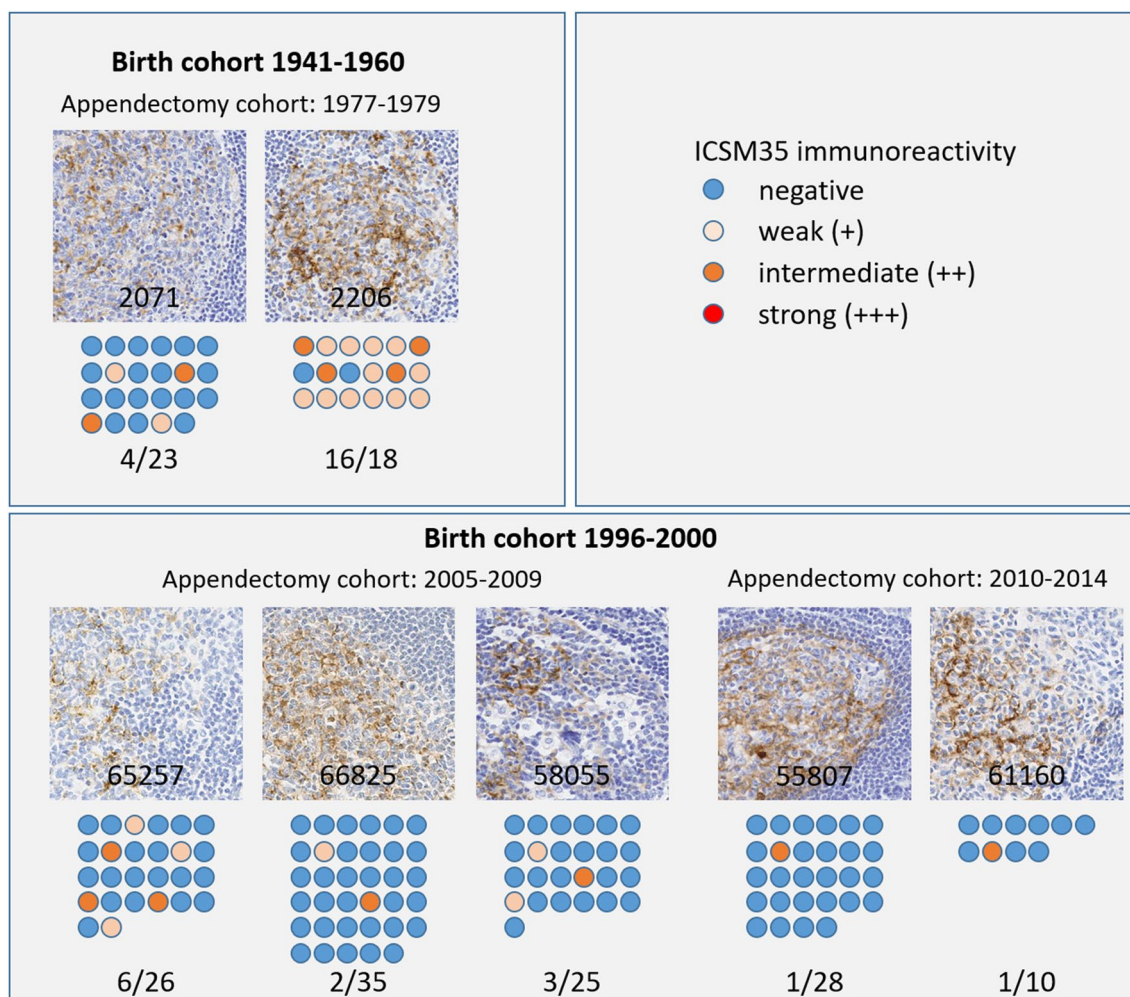 Birth cohort 1941-1960
Appendectomy cohort: 1977-1979
2071
2206
4/23
16/18
ICSM35 immunoreactivity
negative
weak (+)
intermediate (++)
strong (+++)
Birth cohort 1996-2000
Appendectomy cohort: 2005-2009
Appendectomy cohort: 2010-2014
65257
66825
58055
55807
61160
6/26
2/35
3/25
1/28
1/10